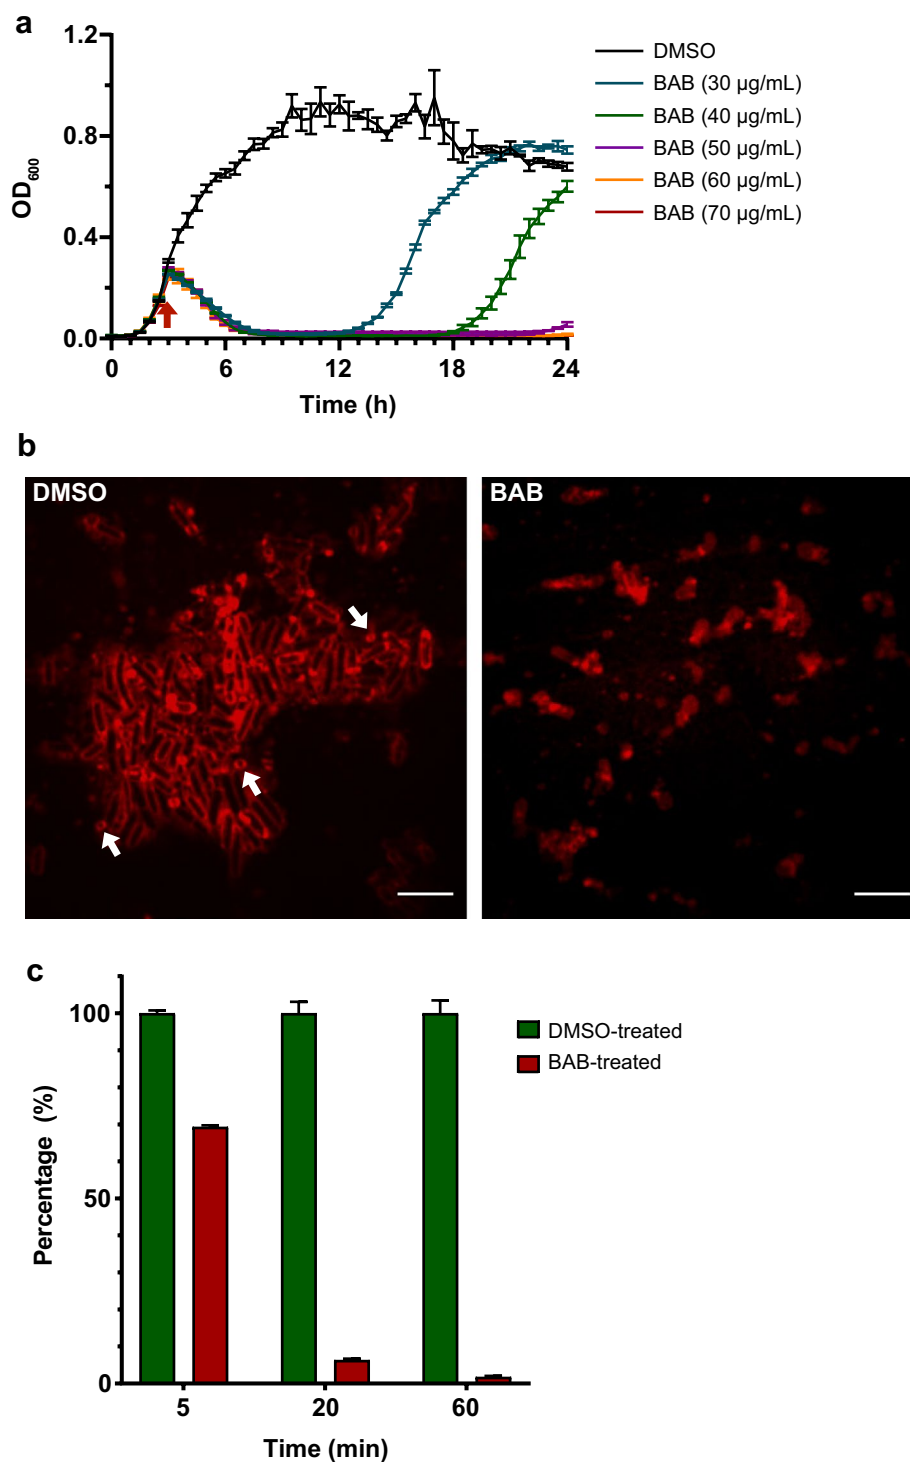 a
1.2
0.8
0.4
0.0
OD600
0
6
12
18
24
Time (h)
DMSO
BAB (30 µg/mL)
BAB (40 µg/mL)
BAB (50 µg/mL)
BAB (60 µg/mL)
BAB (70 µg/mL)
b
DMSO
BAB
c
100
50
0
Percentage (%)
5
20
60
Time (min)
DMSO-treated
BAB-treated